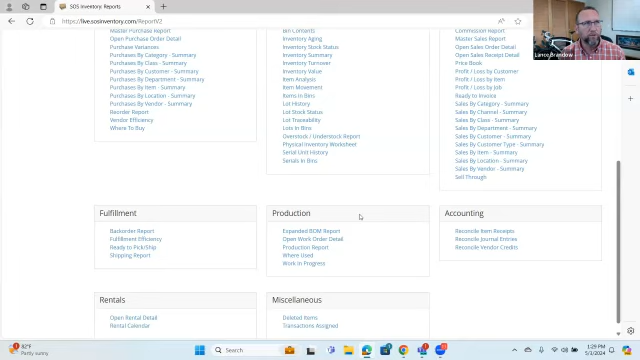 SOS Inventory: Reports
https://live.sosinventory.com/ReportV2
Lance Brandow
Master Purchase Report
Open Purchase Order Detail
Purchase Variances
Purchases By Category - Summary
Purchases By Class - Summary
Purchases By Customer - Summary
Purchases By Department - Summary
Purchases By Item - Summary
Purchases By Location - Summary
Purchases By Vendor - Summary
Reorder Report
Vendor Efficiency
Where To Buy
Bin Contents
Inventory Aging
Inventory Stock Status
Inventory Summary
Inventory Turnover
Inventory Value
Item Analysis
Item Movement
Items in Bins
Lot History
Lot Stock Status
Lot Traceability
Lots in Bins
Overstock / Understock Report
Physical Inventory Worksheet
Serial Unit History
Serials in Bins
Commission Report
Master Sales Report
Open Sales Order Detail
Open Sales Receipt Detail
Price Book
Profit / Loss by Customer
Profit / Loss by Item
Profit / Loss by Job
Ready to Invoice
Sales By Category - Summary
Sales By Channel - Summary
Sales By Class - Summary
Sales By Department - Summary
Sales By Customer - Summary
Sales By Customer Type - Summary
Sales By Item - Summary
Sales By Location - Summary
Sales By Vendor - Summary
Sell Through
Fulfillment
Backorder Report
Fulfillment Efficiency
Ready to Pick/Ship
Shipping Report
Production
Expanded BOM Report
Open Work Order Detail
Production Report
Where Used
Work in Progress
Accounting
Reconcile Item Receipts
Reconcile Journal Entries
Reconcile Vendor Credits
Rentals
Open Rental Detail
Rental Calendar
Miscellaneous
Deleted Items
Transactions Assigned
82°F
Partly sunny
Search
1:29 PM
5/3/2024